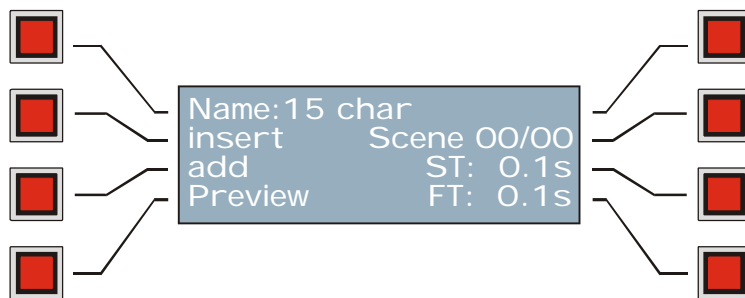 Name:15 char
insert Scene 00/00
add ST: 0.1s
Preview FT: 0.1s